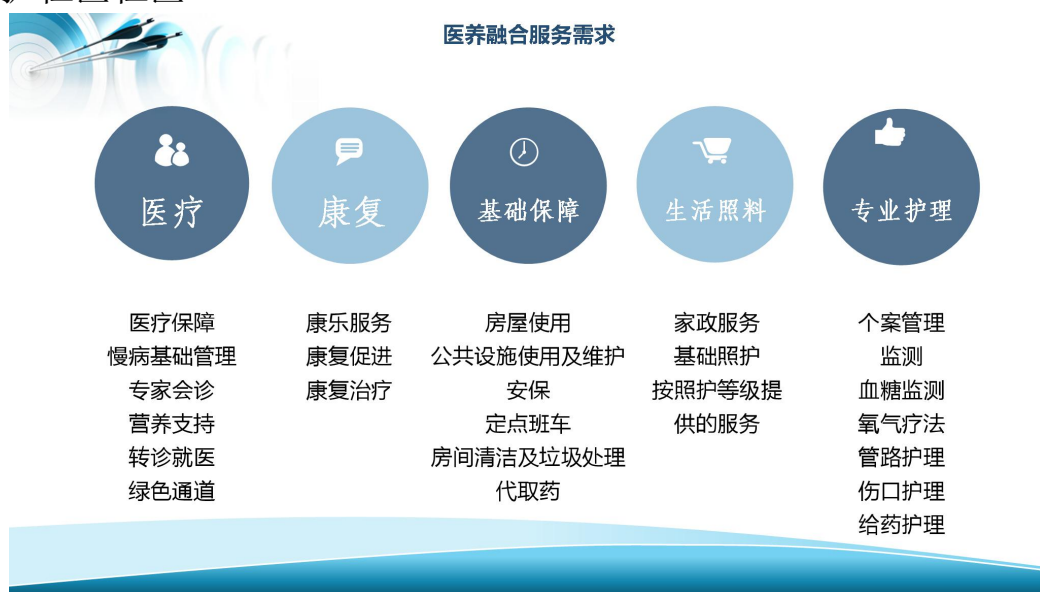 医养融合服务需求
医疗
康复
基础保障
生活照料
专业护理
医疗保障
慢病基础管理
专家会诊
营养支持
转诊就医
绿色通道
康乐服务
康复促进
康复治疗
房屋使用
公共设施使用及维护
安保
定点班车
房间清洁及垃圾处理
代取药
家政服务
基础照护
按照护等级提
供的服务
个案管理
监测
血糖监测
氧气疗法
管路护理
伤口护理
给药护理